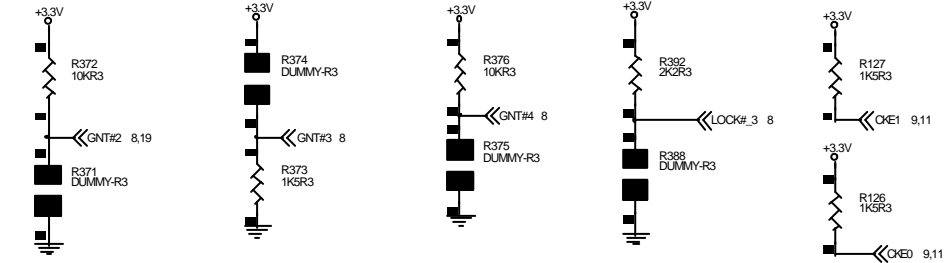 +3.3V
R372
10KR3
GNT#2 8,19
R371
DUMMY-R3
+3.3V
R374
DUMMY-R3
GNT#3 8
R373
1K5R3
+3.3V
R376
10KR3
GNT#4 8
R375
DUMMY-R3
+3.3V
R392
2K2R3
LOCK#_3 8
R388
DUMMY-R3
+3.3V
R127
1K5R3
CKE1 9,11
+3.3V
R126
1K5R3
CKE0 9,11